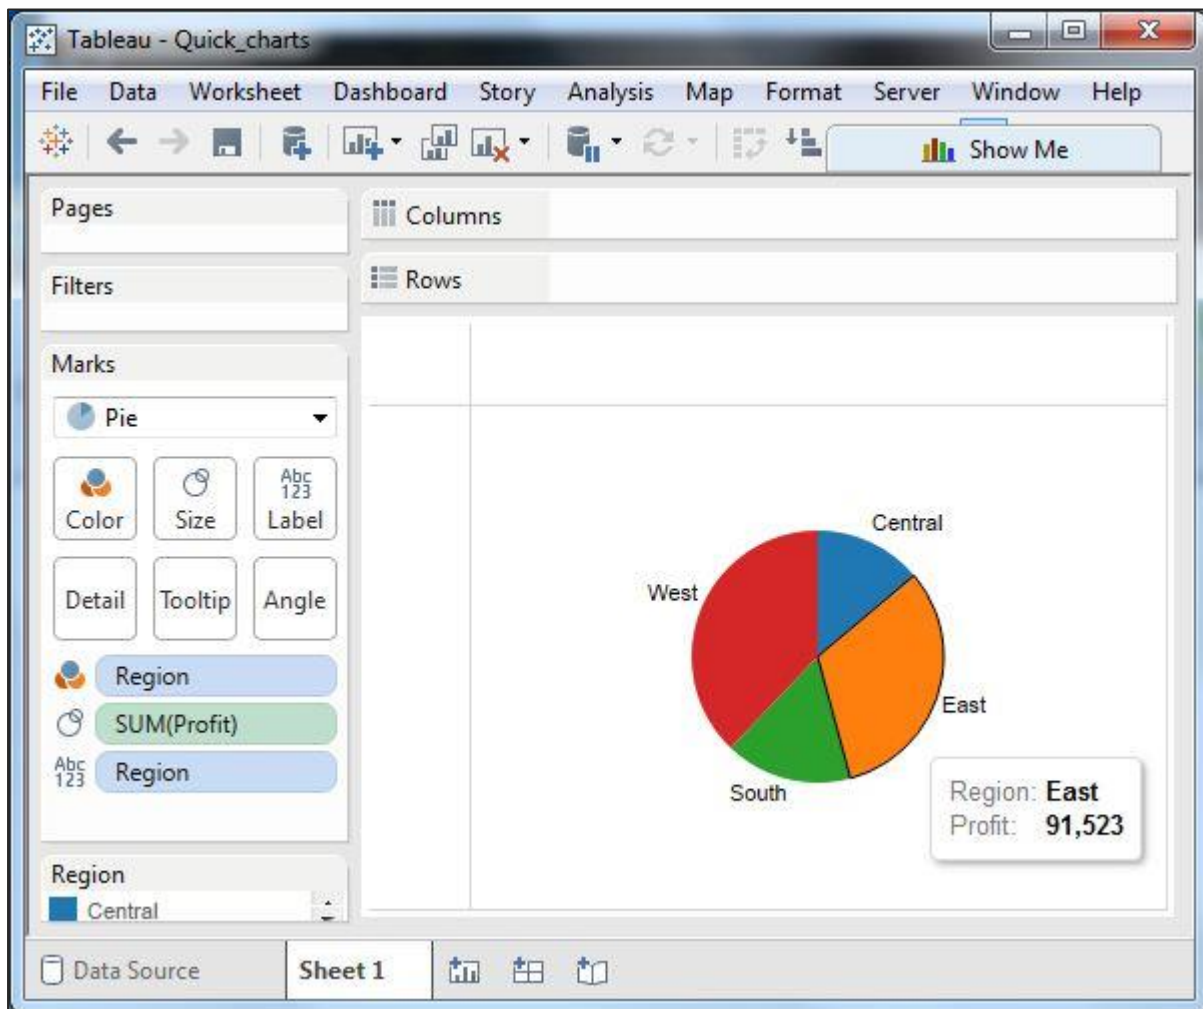 Tableau - Quick_charts
File Data Worksheet Dashboard Story Analysis Map Format Server Window Help
Show Me
Pages
Columns
Filters
Rows
Marks
Pie
Abc
123
Color Size Label
Detail Tooltip Angle
Region
SUM(Profit)
Abc
123
Region
Central
West
East
South
Region: East
Profit: 91,523
Region
Central
Data Source Sheet 1